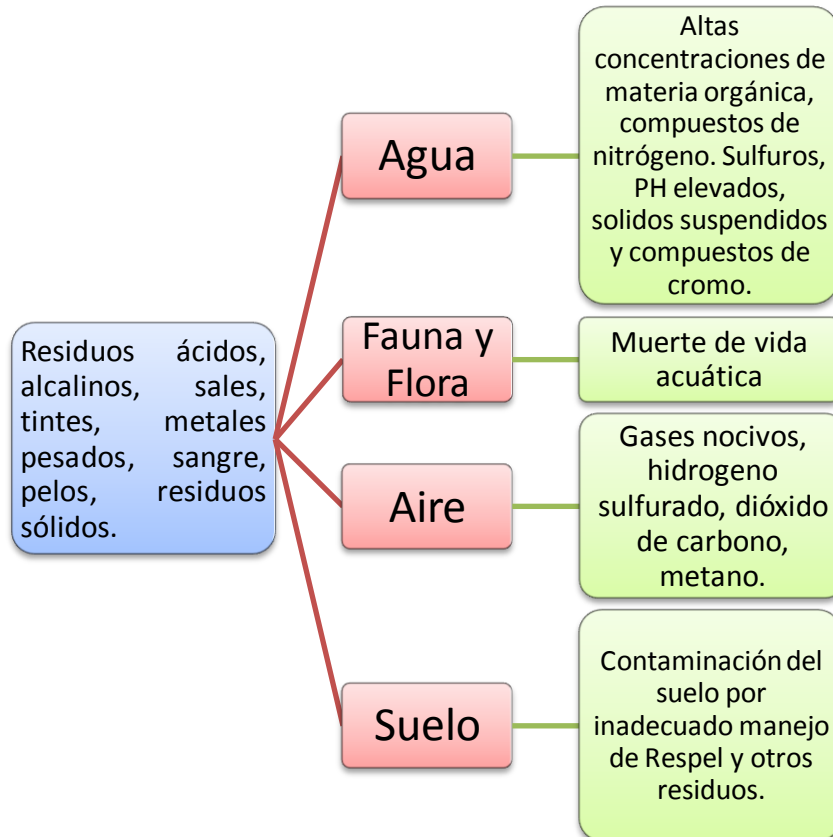 Residuos ácidos,
alcalinos, sales,
tintes, metales
pesados, sangre,
pelos, residuos
sólidos.
Agua
Altas
concentraciones de
materia orgánica,
compuestos de
nitrógeno. Sulfuros,
PH elevados,
solidos suspendidos
y compuestos de
cromo.
Fauna y
Flora
Muerte de vida
acuática
Aire
Gases nocivos,
hidrogeno
sulfurado, dióxido
de carbono,
metano.
Suelo
Contaminación del
suelo por
inadecuado manejo
de Respel y otros
residuos.